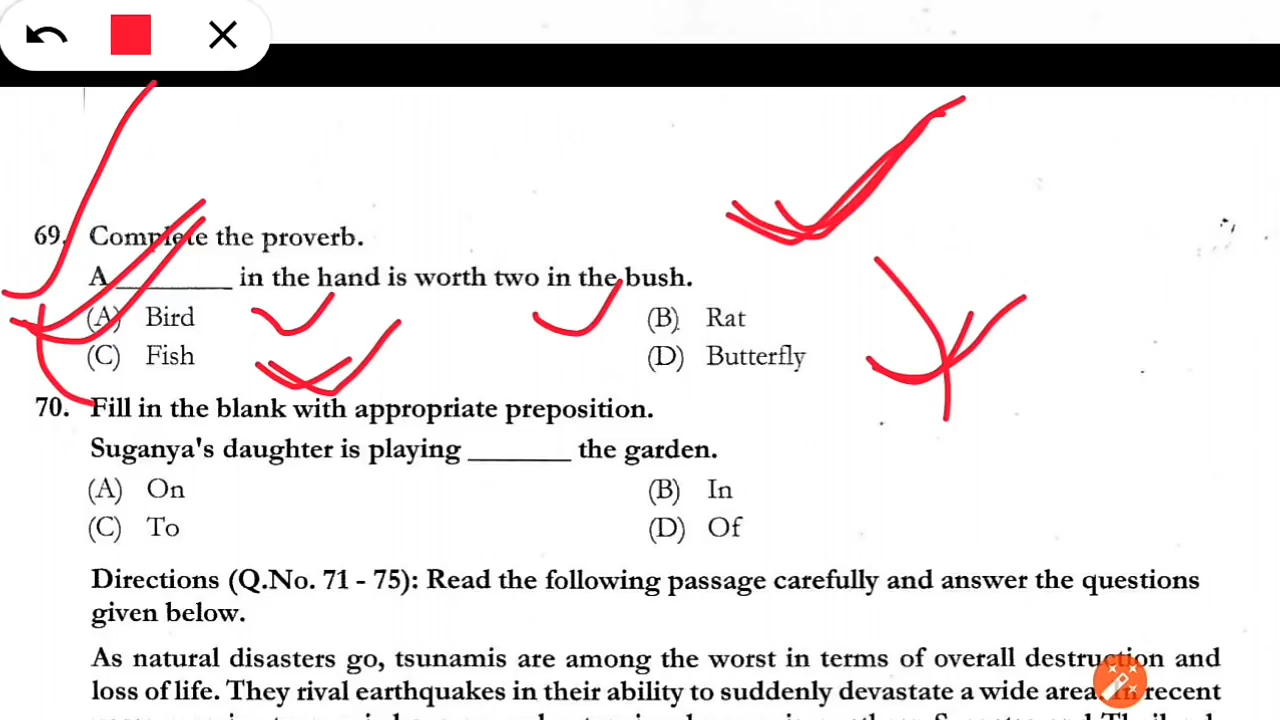 69. Complete the proverb.
A ________ in the hand is worth two in the bush.
(A) Bird (B) Rat
(C) Fish (D) Butterfly
70. Fill in the blank with appropriate preposition.
Suganya's daughter is playing _______ the garden.
(A) On (B) In
(C) To (D) Of
Directions (Q.No. 71 - 75): Read the following passage carefully and answer the questions
given below.
As natural disasters go, tsunamis are among the worst in terms of overall destruction and
loss of life. They rival earthquakes in their ability to suddenly devastate a wide area. In recent